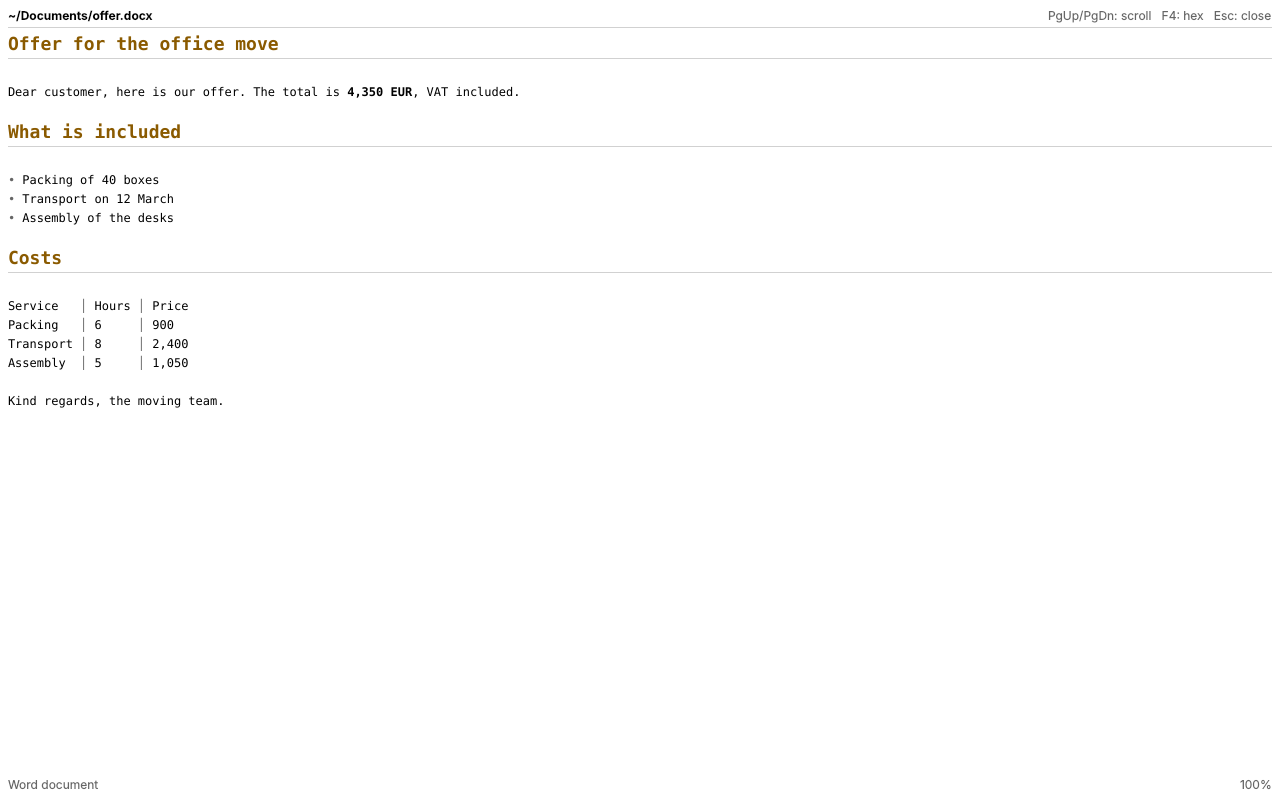 ~/Documents/offer.docx PgUp/PgDn: scroll F4: hex Esc: close
Offer for the office move
Dear customer, here is our offer. The total is 4,350 EUR, VAT included.
What is included
• Packing of 40 boxes
• Transport on 12 March
• Assembly of the desks
Costs
Service │ Hours │ Price
Packing │ 6 │ 900
Transport │ 8 │ 2,400
Assembly │ 5 │ 1,050
Kind regards, the moving team.
Word document 100%